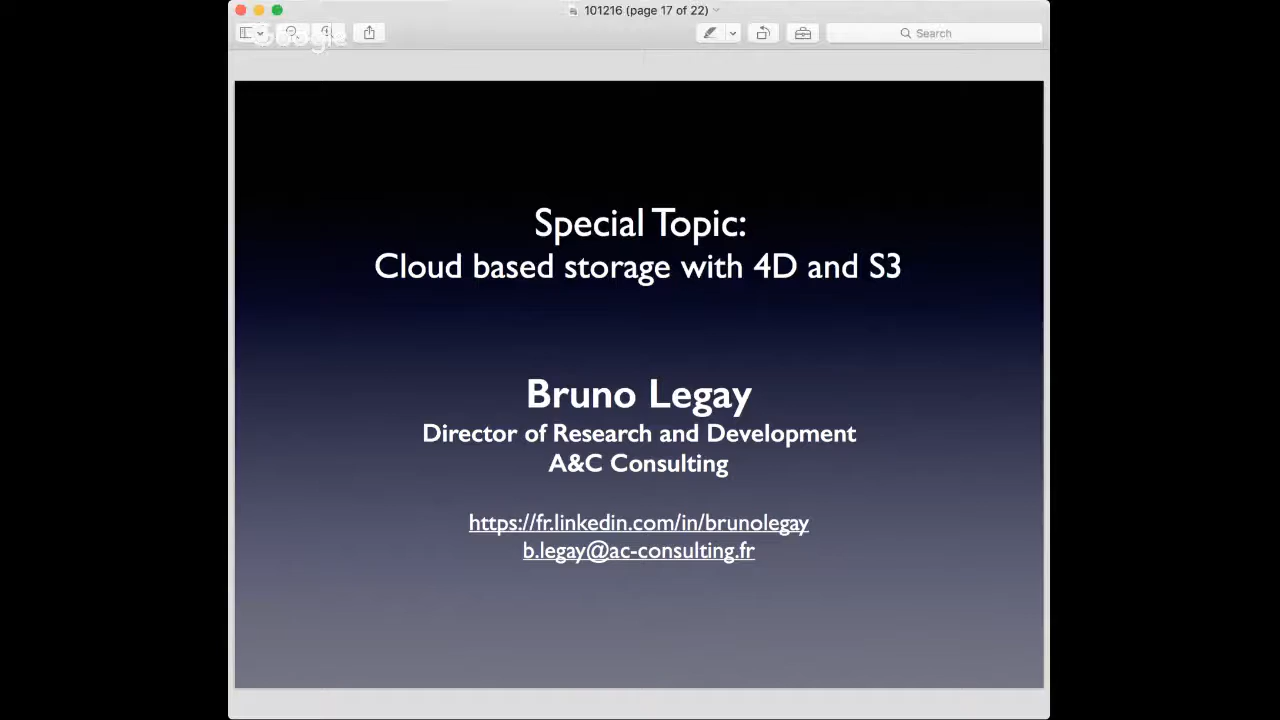 101216 (page 17 of 22)
Google
Search
Special Topic:
Cloud based storage with 4D and S3
Bruno Legay
Director of Research and Development
A&C Consulting
https://fr.linkedin.com/in/brunolegay
b.legay@ac-consulting.fr